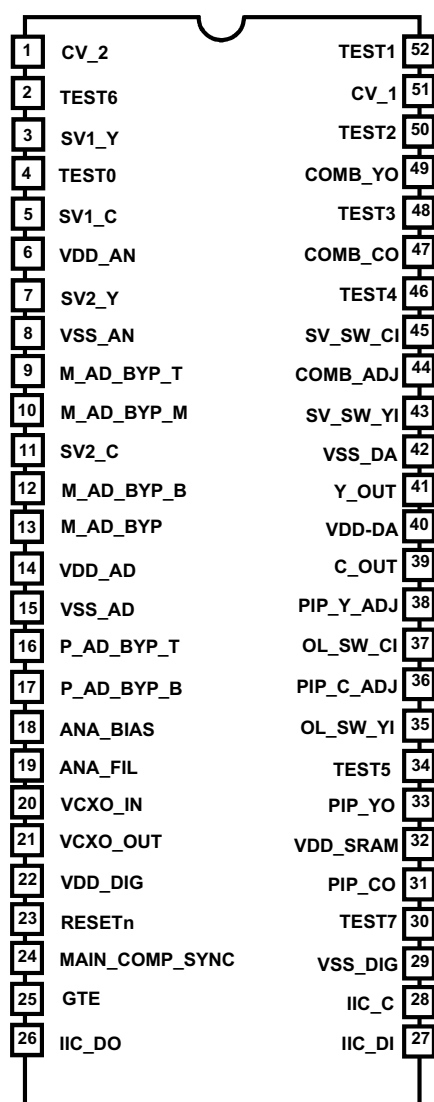 1 CV_2 TEST1 52
2 TEST6 CV_1 51
3 SV1_Y TEST2 50
4 TEST0 COMB_YO 49
5 SV1_C TEST3 48
6 VDD_AN COMB_CO 47
7 SV2_Y TEST4 46
8 VSS_AN SV_SW_CI 45
9 M_AD_BYP_T COMB_ADJ 44
10 M_AD_BYP_M SV_SW_YI 43
11 SV2_C VSS_DA 42
12 M_AD_BYP_B Y_OUT 41
13 M_AD_BYP VDD-DA 40
14 VDD_AD C_OUT 39
15 VSS_AD PIP_Y_ADJ 38
16 P_AD_BYP_T OL_SW_CI 37
17 P_AD_BYP_B PIP_C_ADJ 36
18 ANA_BIAS OL_SW_YI 35
19 ANA_FIL TEST5 34
20 VCXO_IN PIP_YO 33
21 VCXO_OUT VDD_SRAM 32
22 VDD_DIG PIP_CO 31
23 RESETn TEST7 30
24 MAIN_COMP_SYNC VSS_DIG 29
25 GTE IIC_C 28
26 IIC_DO IIC_DI 27